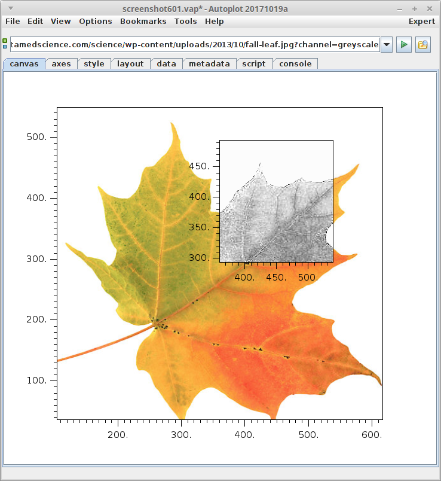 screenshot601.vap* - Autoplot 20171019a
File Edit View Options Bookmarks Tools Help Expert
tamedscience.com/science/wp-content/uploads/2013/10/fall-leaf.jpg?channel=greyscale
canvas axes style layout data metadata script console
500.
450.
400.
400.
350.
300.
300.
400. 450. 500.
200.
100.
200. 300. 400. 500. 600.